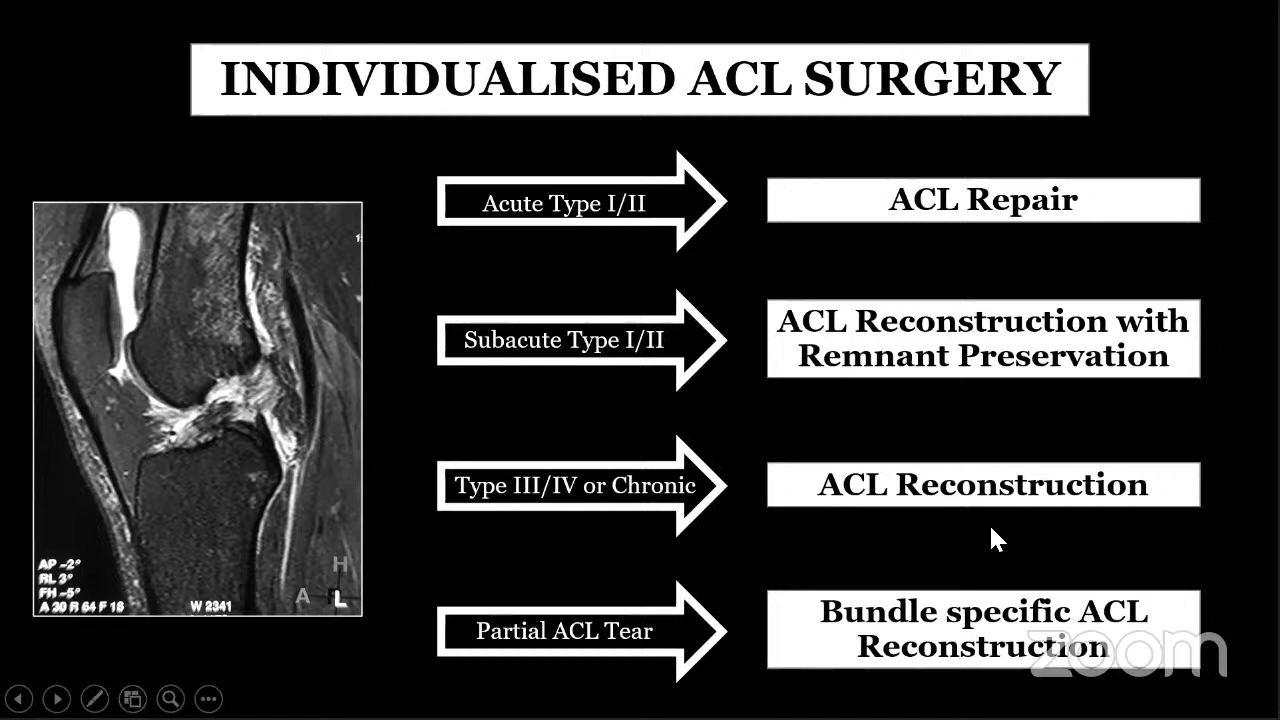 INDIVIDUALISED ACL SURGERY
Acute Type I/II
ACL Repair
Subacute Type I/II
ACL Reconstruction with
Remnant Preservation
Type III/IV or Chronic
ACL Reconstruction
Partial ACL Tear
Bundle specific ACL
Reconstruction
AP -2°
RL 3°
FH -5°
A 30 R 64 F 16
W 2341
H
A
L
zoom